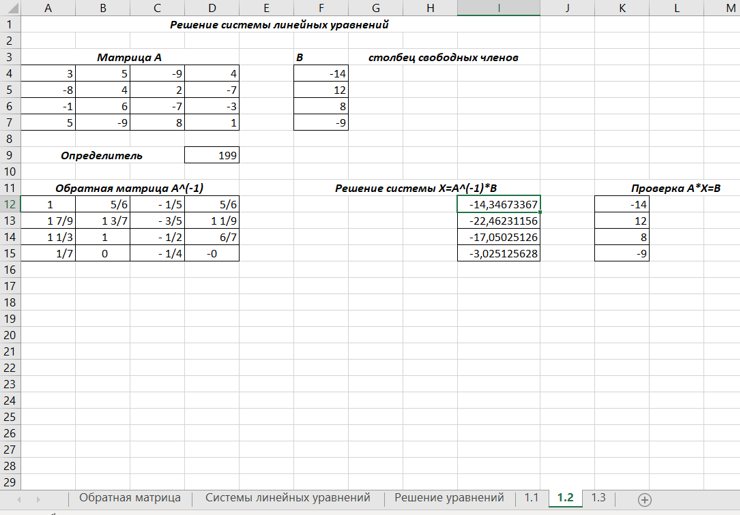 A B C D E F G H I J K L M
1 Решение системы линейных уравнений
2
3 Матрица А В столбец свободных членов
4 3 5 -9 4 -14
5 -8 4 2 -7 12
6 -1 6 -7 -3 8
7 5 -9 8 1 -9
8
9 Определитель 199
10
11 Обратная матрица А^(-1) Решение системы X=A^(-1)*B Проверка A*X=B
12 1 5/6 - 1/5 5/6 -14,34673367 -14
13 1 7/9 1 3/7 - 3/5 1 1/9 -22,46231156 12
14 1 1/3 1 - 1/2 6/7 -17,05025126 8
15 1/7 0 - 1/4 -0 -3,025125628 -9
16
17
18
19
20
21
22
23
24
25
26
27
28
29
Обратная матрица Системы линейных уравнений Решение уравнений 1.1 1.2 1.3